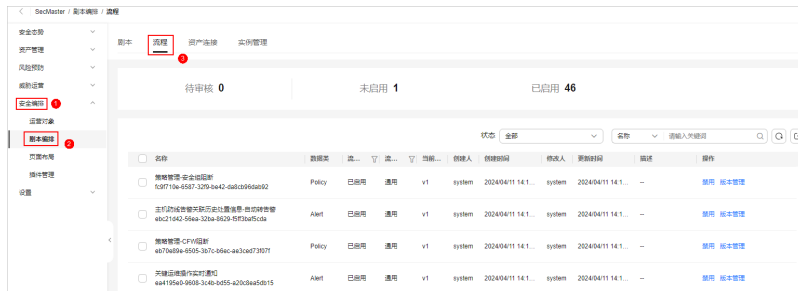 SecMaster / 剧本编排 / 流程
安全态势
资产管理
风险预防
威胁运营
安全编排 1
运营对象
剧本编排 2
页面布局
插件管理
设置
剧本 流程 资产连接 实例管理
3
待审核 0 未启用 1 已启用 46
状态 全部 名称 请输入关键词
名称 数据类 流... 流... 当前... 创建人 创建时间 修改人 更新时间 描述 操作
策略管理-安全组阻断 Policy 已启用 通用 v1 system 2024/04/11 14:1... system 2024/04/11 14:1... -- 禁用 版本管理
fc9f719e-6587-32f9-be42-da8cb96dab92
主机防线告警关联历史处置信息-自动转告警 Alert 已启用 通用 v1 system 2024/04/11 14:1... system 2024/04/11 14:1... -- 禁用 版本管理
ebc21d42-56ea-32ba-8629-f5ff3baf5cda
策略管理-CFW阻断 Policy 已启用 通用 v1 system 2024/04/11 14:1... system 2024/04/11 14:1... -- 禁用 版本管理
eb70e89e-6505-3b7c-b6ec-ae3ced73f07f
关键运维操作实时通知 Alert 已启用 通用 v1 system 2024/04/11 14:1... system 2024/04/11 14:1... -- 禁用 版本管理
ea4195e0-9608-3c4b-bd55-a20c8ea5db15